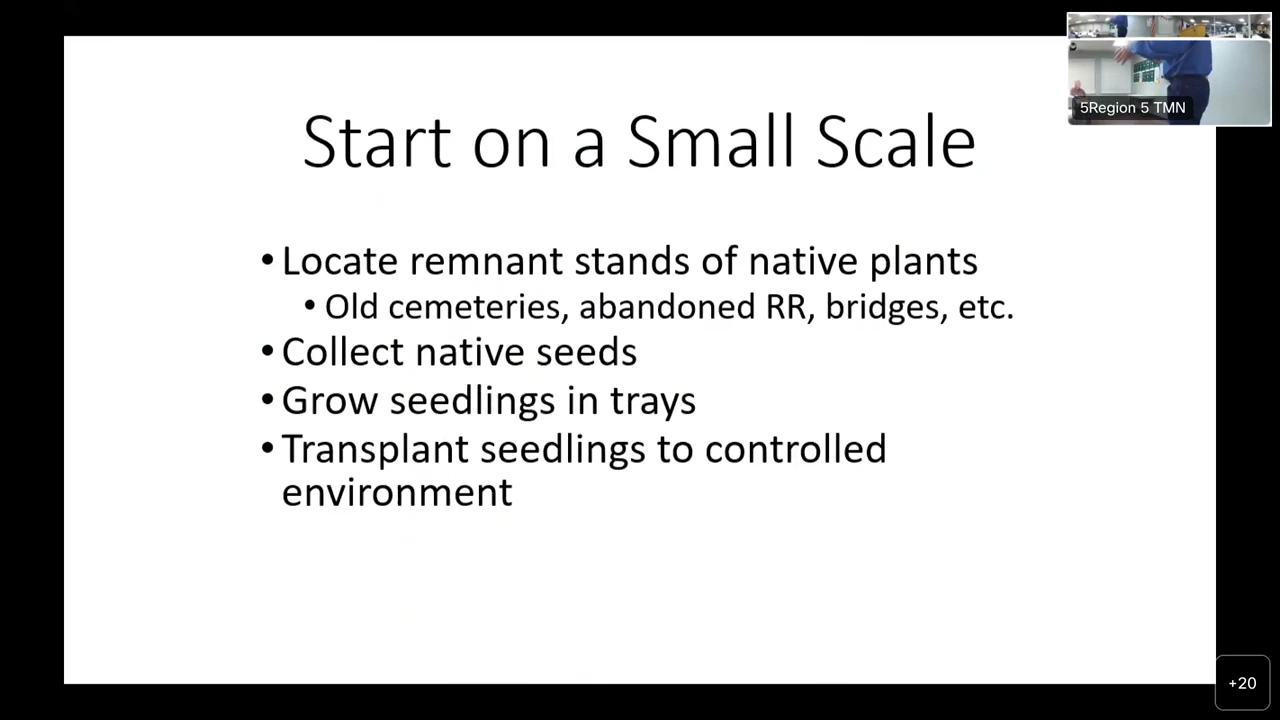 Start on a Small Scale
• Locate remnant stands of native plants
• Old cemeteries, abandoned RR, bridges, etc.
• Collect native seeds
• Grow seedlings in trays
• Transplant seedlings to controlled
environment
5Region 5 TMN
+20